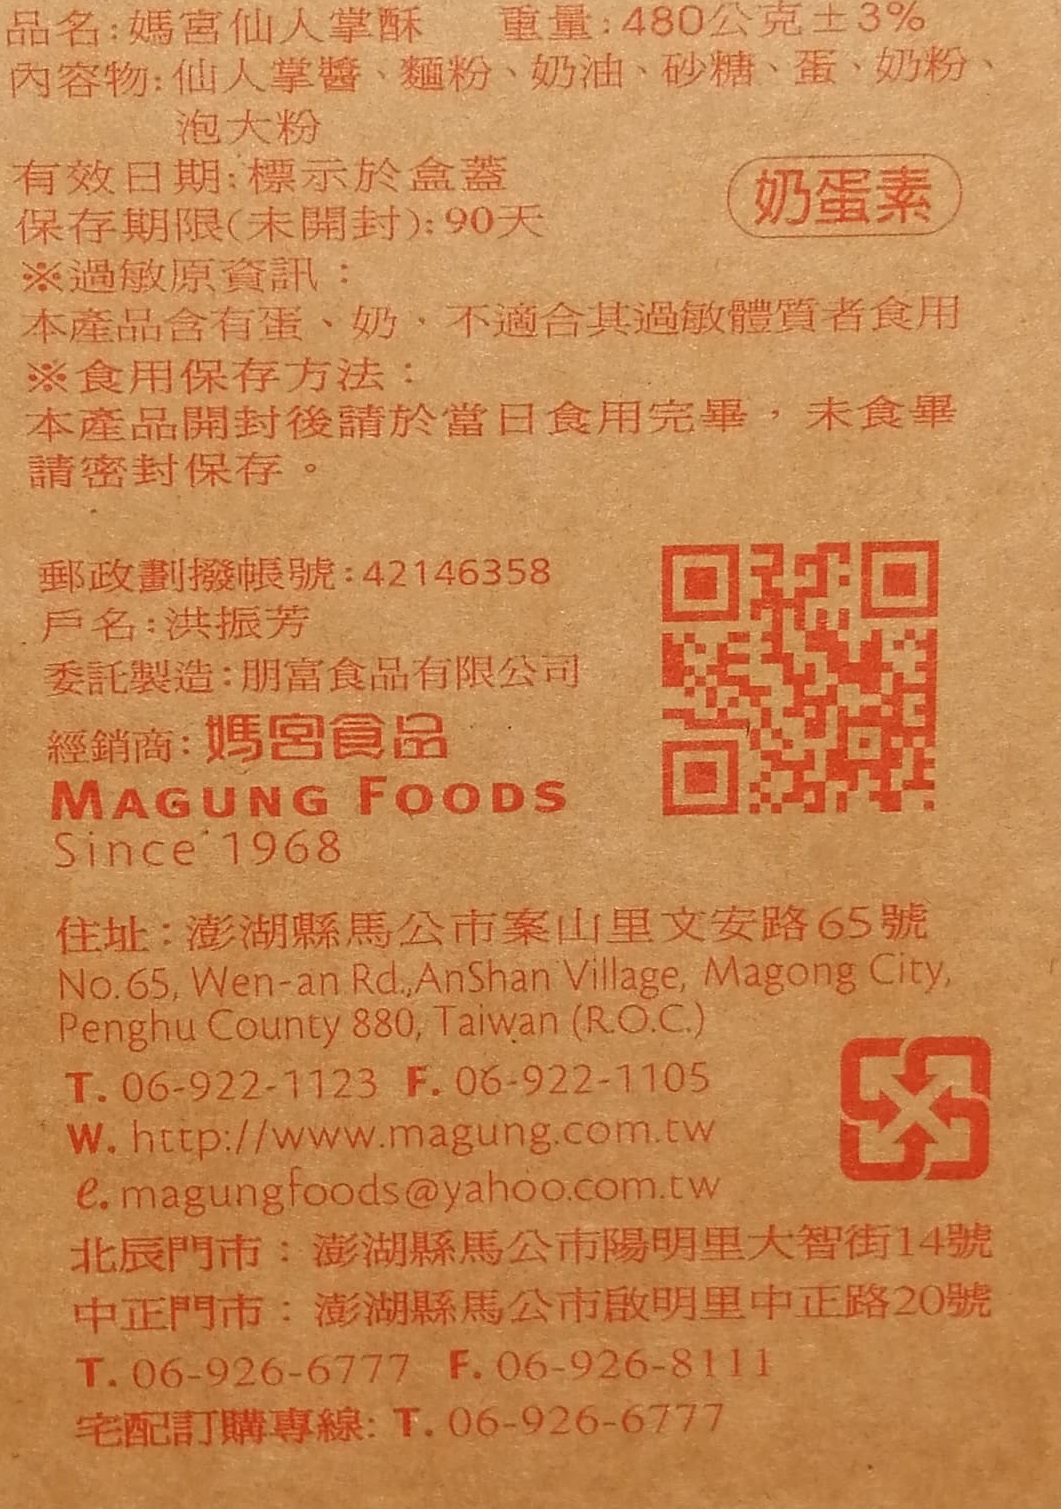 品名:媽宮仙人掌酥 重量:480公克±3%
內容物:仙人掌醬、麵粉、奶油、砂糖、蛋、奶粉、
泡大粉
有效日期:標示於盒蓋
保存期限(未開封):90天
奶蛋素
※過敏原資訊：
本產品含有蛋、奶，不適合其過敏體質者食用
※食用保存方法：
本產品開封後請於當日食用完畢，未食畢
請密封保存。
郵政劃撥帳號:42146358
戶名:洪振芳
委託製造:朋富食品有限公司
經銷商:媽宮食品
MAGUNG FOODS
Since 1968
住址：澎湖縣馬公市案山里文安路65號
No.65, Wen-an Rd.,AnShan Village, Magong City,
Penghu County 880, Taiwan (R.O.C.)
T. 06-922-1123 F. 06-922-1105
W. http://www.magung.com.tw
e. magungfoods@yahoo.com.tw
北辰門市：澎湖縣馬公市陽明里大智街14號
中正門市：澎湖縣馬公市啟明里中正路20號
T. 06-926-6777 F. 06-926-8111
宅配訂購專線: T. 06-926-6777